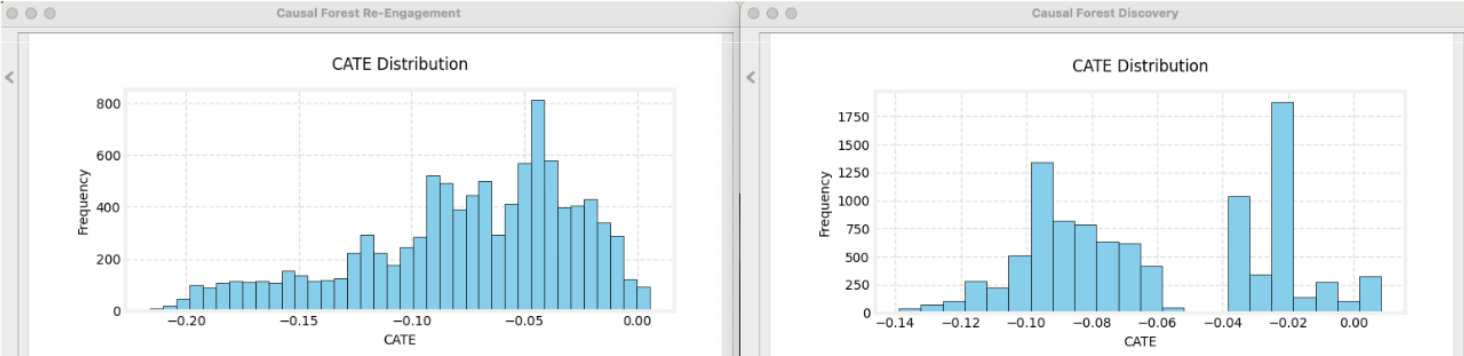 Causal Forest Re-Engagement
CATE Distribution
800
600
400
200
0
Frequency
−0.20 −0.15 −0.10 −0.05 0.00
CATE
Causal Forest Discovery
CATE Distribution
1750
1500
1250
1000
750
500
250
0
Frequency
−0.14 −0.12 −0.10 −0.08 −0.06 −0.04 −0.02 0.00
CATE